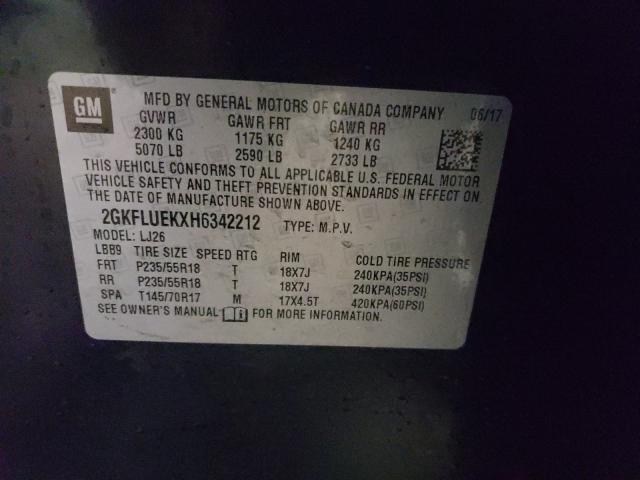 GM MFD BY GENERAL MOTORS OF CANADA COMPANY 06/17
GVWR GAWR FRT GAWR RR
2300 KG 1175 KG 1240 KG
5070 LB 2590 LB 2733 LB
THIS VEHICLE CONFORMS TO ALL APPLICABLE U.S. FEDERAL MOTOR
VEHICLE SAFETY AND THEFT PREVENTION STANDARDS IN EFFECT ON
THE DATE OF MANUFACTURE SHOWN ABOVE.
2GKFLUEKXH6342212 TYPE: M.P.V.
MODEL: LJ26
LBB9 TIRE SIZE SPEED RTG RIM COLD TIRE PRESSURE
FRT P235/55R18 T 18X7J 240KPA(35PSI)
RR P235/55R18 T 18X7J 240KPA(35PSI)
SPA T145/70R17 M 17X4.5T 420KPA(60PSI)
SEE OWNER'S MANUAL FOR MORE INFORMATION.